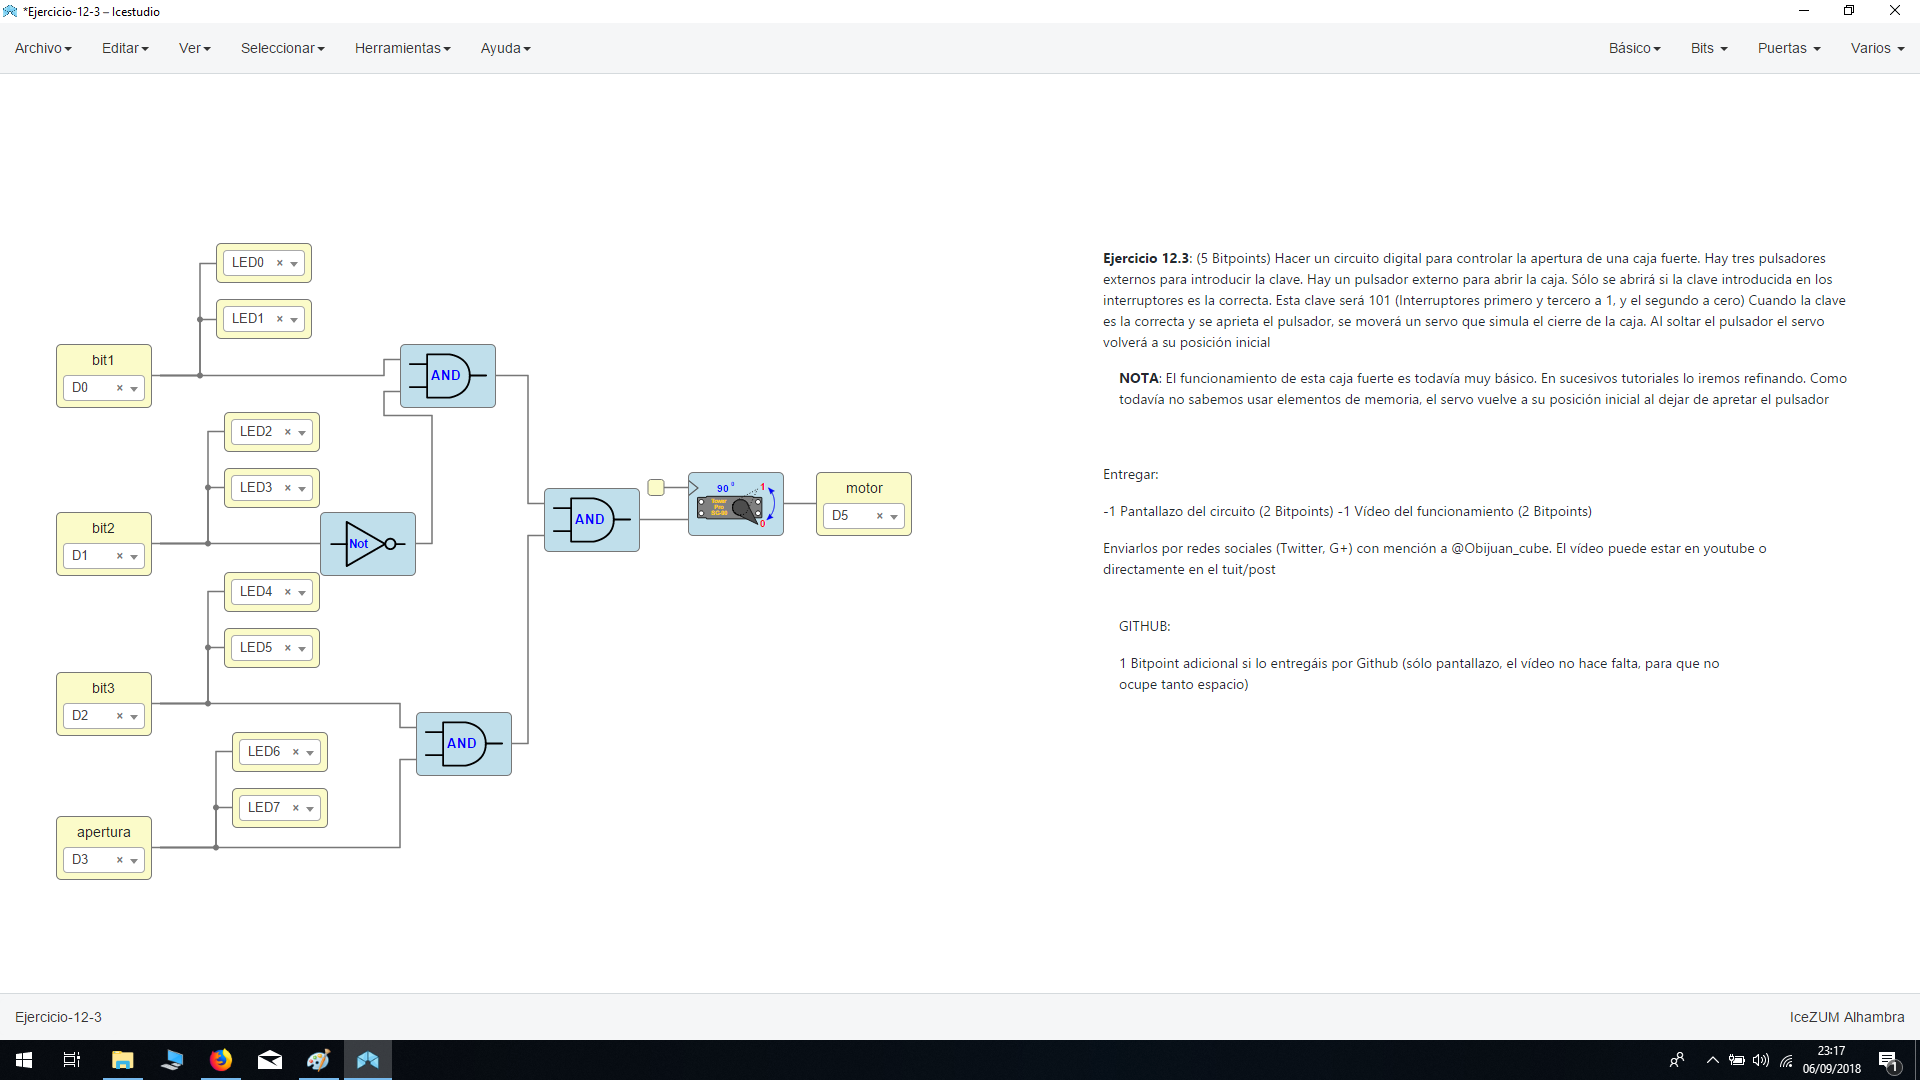 *Ejercicio-12-3 – Icestudio
Archivo Editar Ver Seleccionar Herramientas Ayuda Básico Bits Puertas Varios
LED0 ×
LED1 ×
bit1
D0 ×
AND
LED2 ×
LED3 ×
bit2
D1 ×
Not
LED4 ×
LED5 ×
bit3
D2 ×
AND
LED6 ×
LED7 ×
apertura
D3 ×
AND
90 º
1
Tower
Pro
SG-90
0
motor
D5 ×
Ejercicio 12.3: (5 Bitpoints) Hacer un circuito digital para controlar la apertura de una caja fuerte. Hay tres pulsadores
externos para introducir la clave. Hay un pulsador externo para abrir la caja. Sólo se abrirá si la clave introducida en los
interruptores es la correcta. Esta clave será 101 (Interruptores primero y tercero a 1, y el segundo a cero) Cuando la clave
es la correcta y se aprieta el pulsador, se moverá un servo que simula el cierre de la caja. Al soltar el pulsador el servo
volverá a su posición inicial
NOTA: El funcionamiento de esta caja fuerte es todavía muy básico. En sucesivos tutoriales lo iremos refinando. Como
todavía no sabemos usar elementos de memoria, el servo vuelve a su posición inicial al dejar de apretar el pulsador
Entregar:
-1 Pantallazo del circuito (2 Bitpoints) -1 Vídeo del funcionamiento (2 Bitpoints)
Enviarlos por redes sociales (Twitter, G+) con mención a @Obijuan_cube. El vídeo puede estar en youtube o
directamente en el tuit/post
GITHUB:
1 Bitpoint adicional si lo entregáis por Github (sólo pantallazo, el vídeo no hace falta, para que no
ocupe tanto espacio)
Ejercicio-12-3
IceZUM Alhambra
23:17
06/09/2018
1